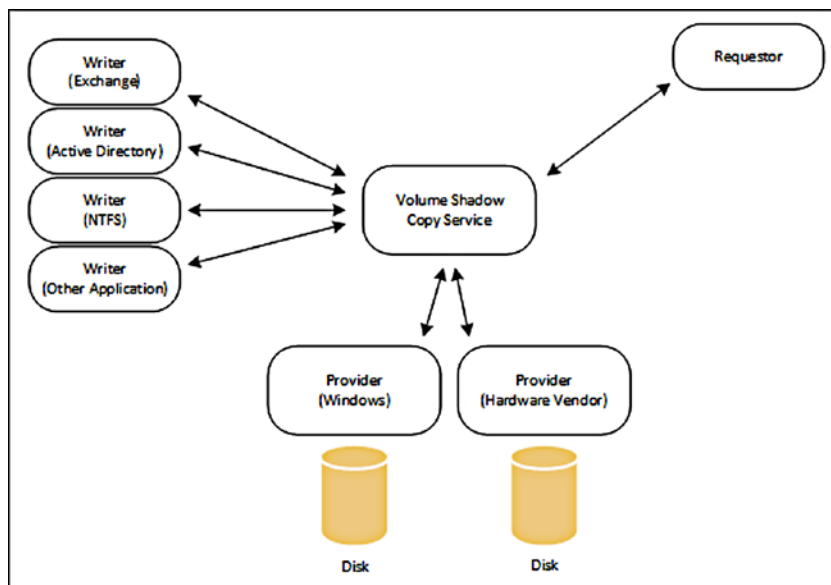 Writer
(Exchange)
Writer
(Active Directory)
Writer
(NTFS)
Writer
(Other Application)
Requestor
Volume Shadow
Copy Service
Provider
(Windows)
Provider
(Hardware Vendor)
Disk
Disk